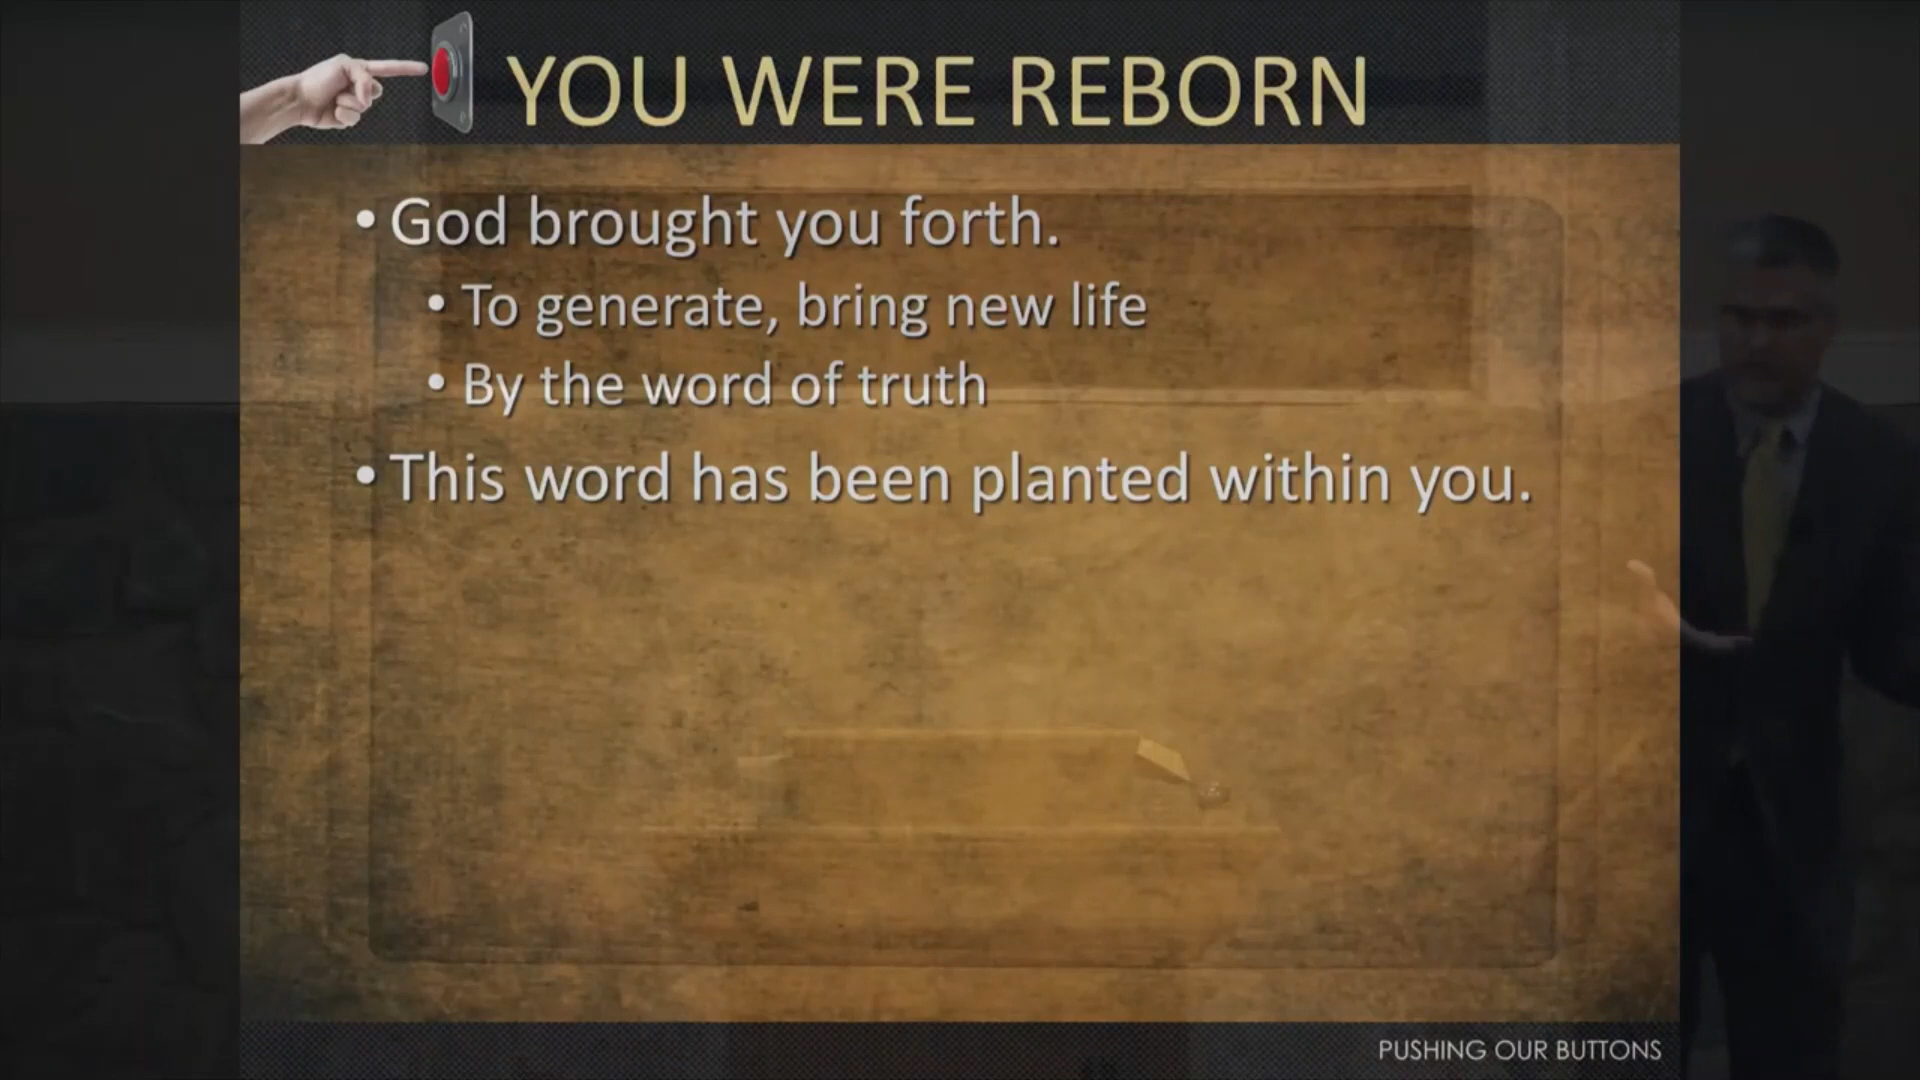 YOU WERE REBORN
• God brought you forth.
• To generate, bring new life
• By the word of truth
• This word has been planted within you.
PUSHING OUR BUTTONS